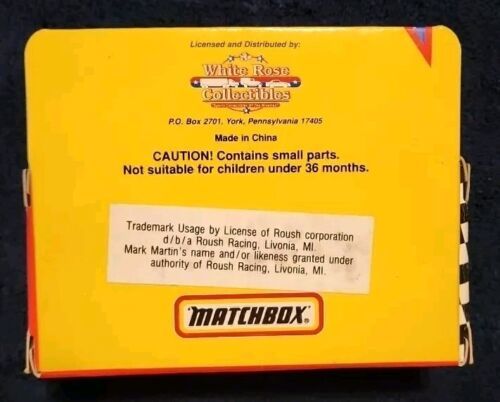 Licensed and Distributed by:
White Rose
Collectibles
P.O. Box 2701, York, Pennsylvania 17405
Made in China
CAUTION! Contains small parts.
Not suitable for children under 36 months.
Trademark Usage by License of Roush corporation
d/b/a Roush Racing, Livonia, MI.
Mark Martin's name and/or likeness granted under
authority of Roush Racing, Livonia, MI.
MATCHBOX®